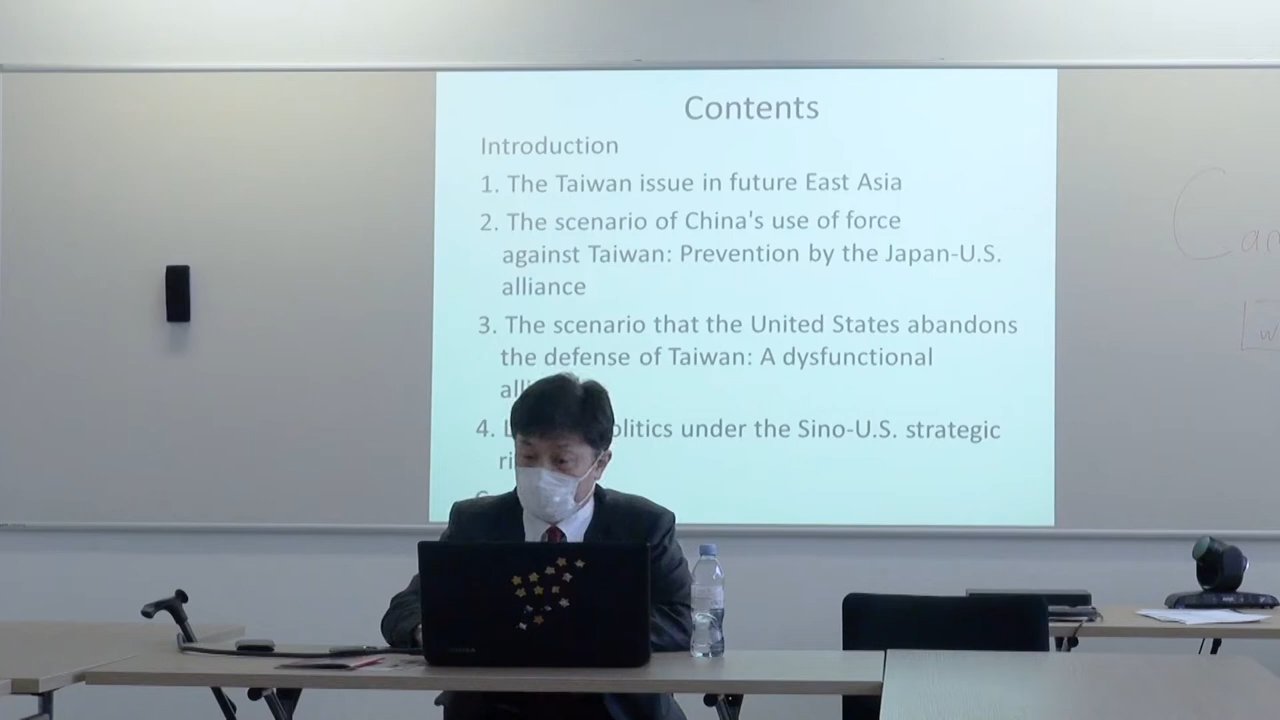 Contents
Introduction
1. The Taiwan issue in future East Asia
2. The scenario of China's use of force
against Taiwan: Prevention by the Japan-U.S.
alliance
3. The scenario that the United States abandons
the defense of Taiwan: A dysfunctional
4. under the Sino-U.S. strategic